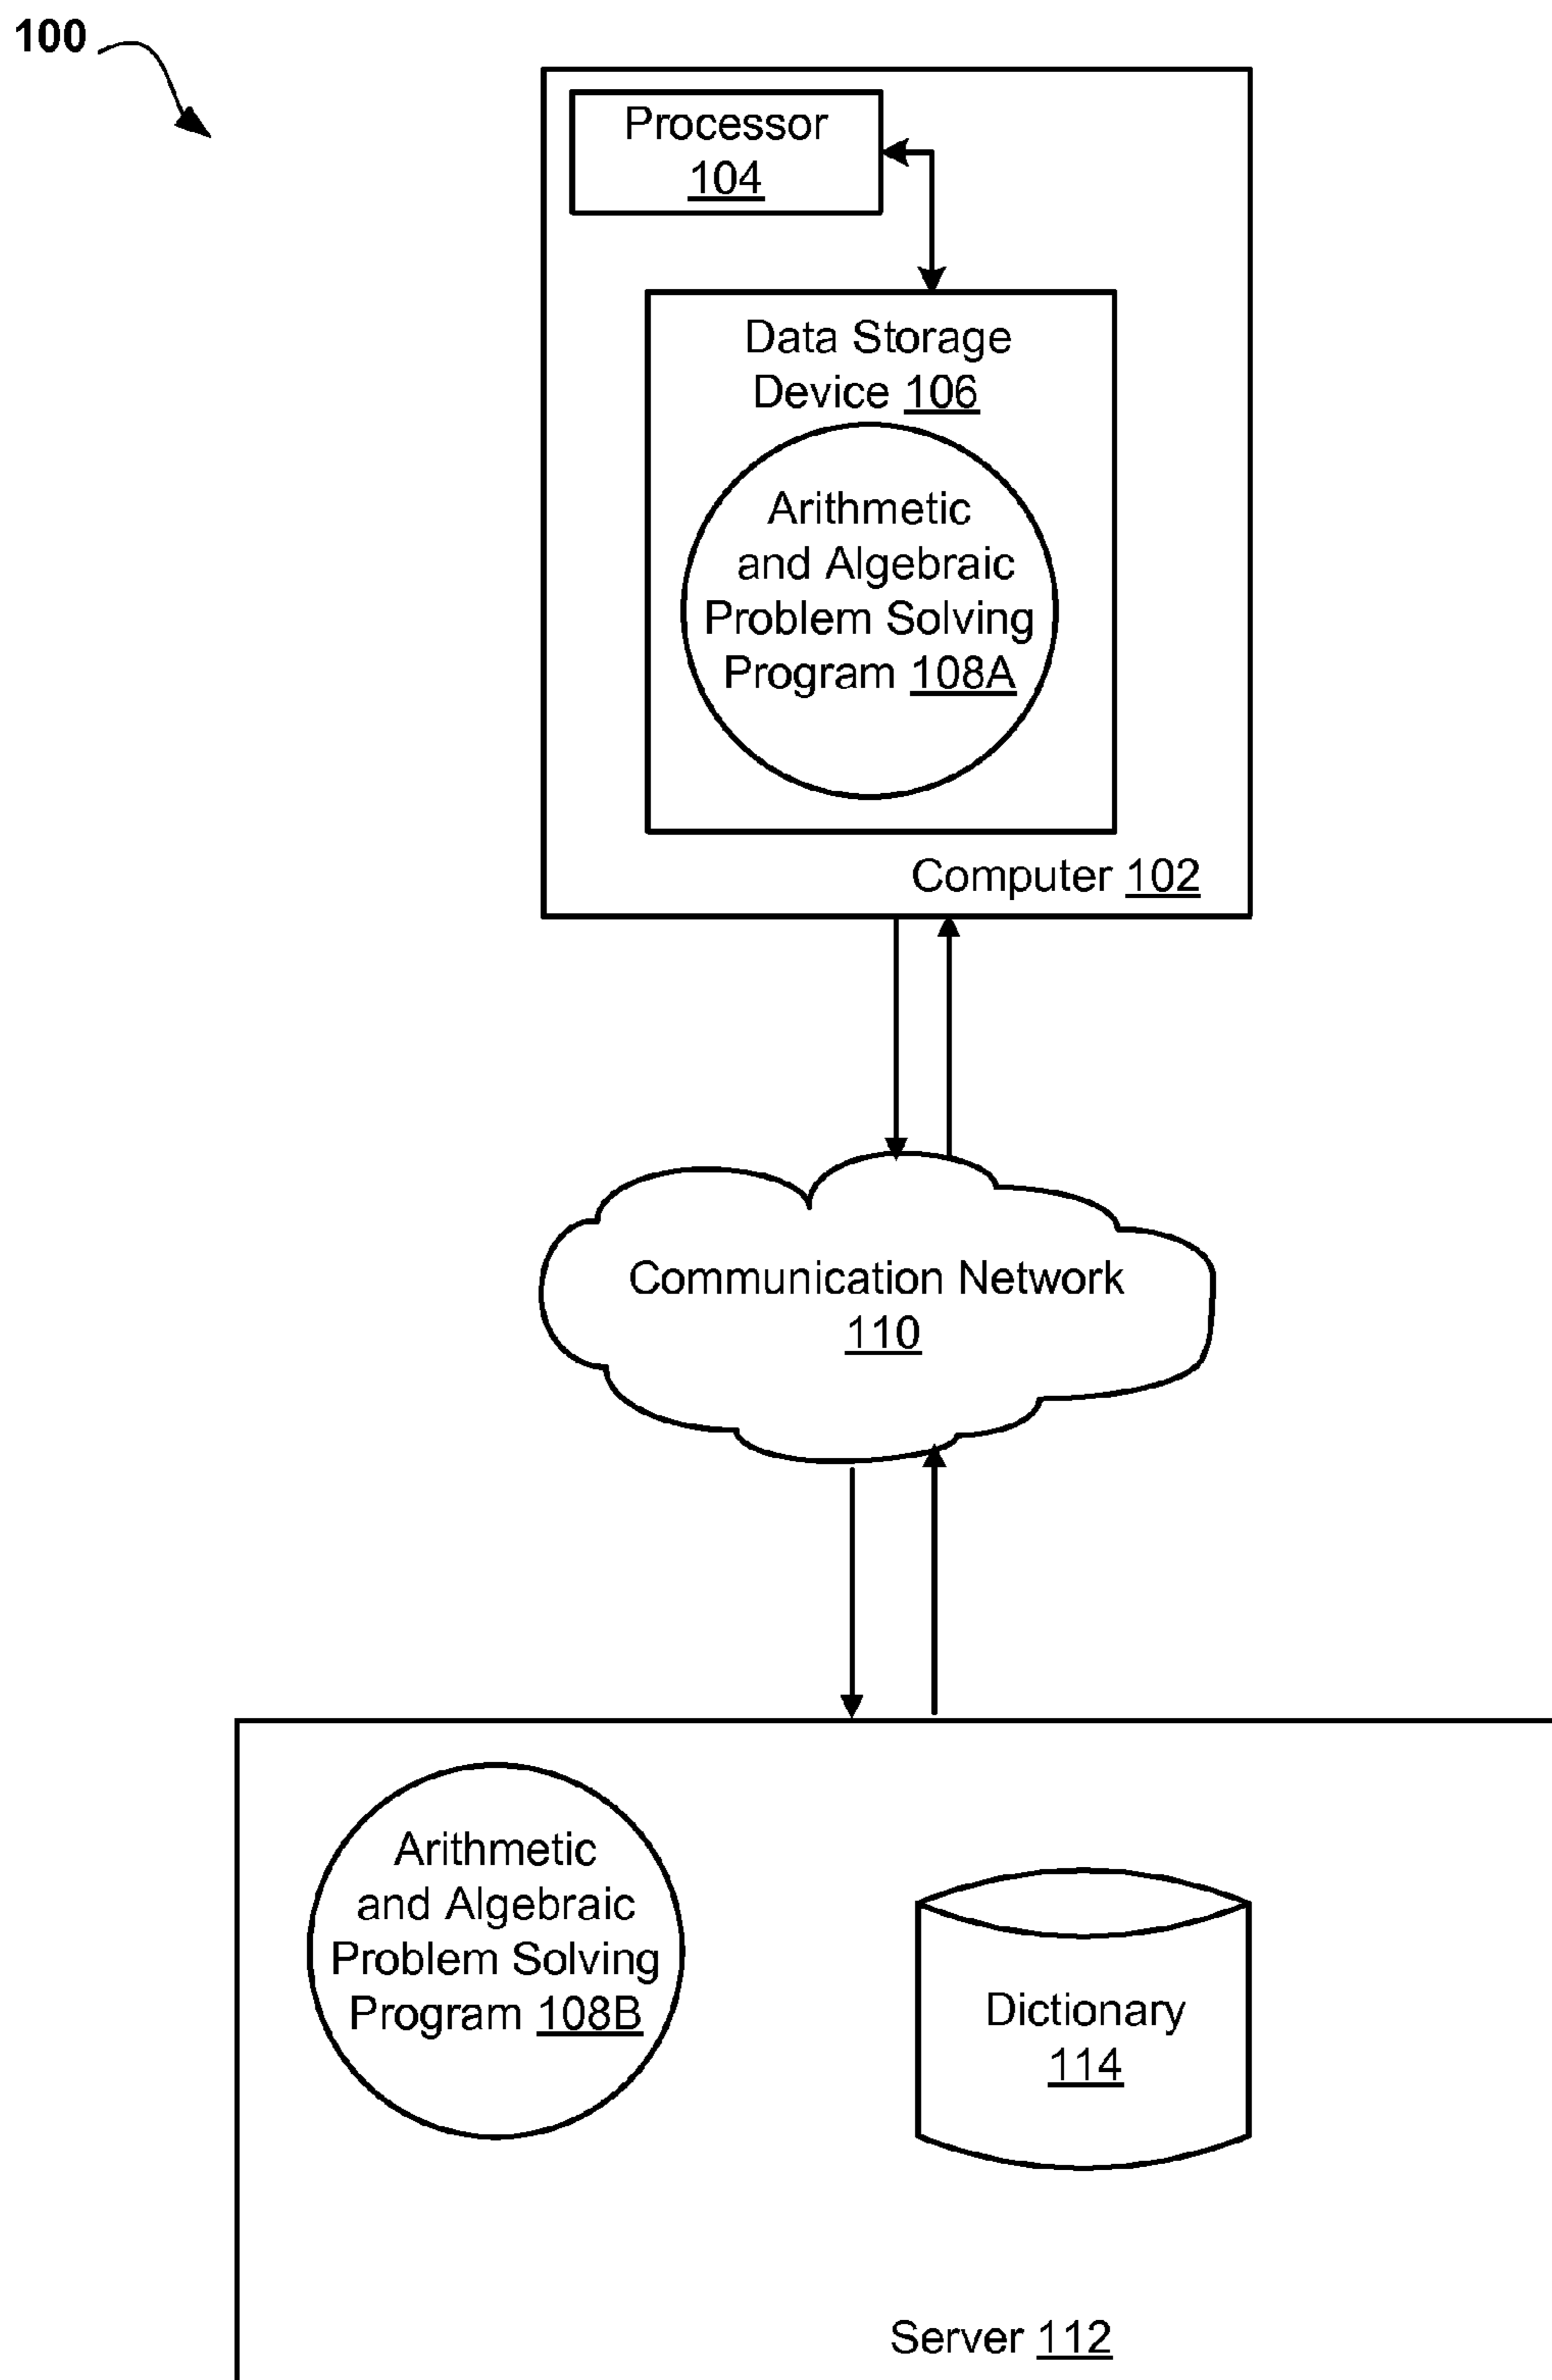 100
Processor
104
Data Storage
Device 106
Arithmetic
and Algebraic
Problem Solving
Program 108A
Computer 102
Communication Network
110
Arithmetic
and Algebraic
Problem Solving
Program 108B
Dictionary
114
Server 112